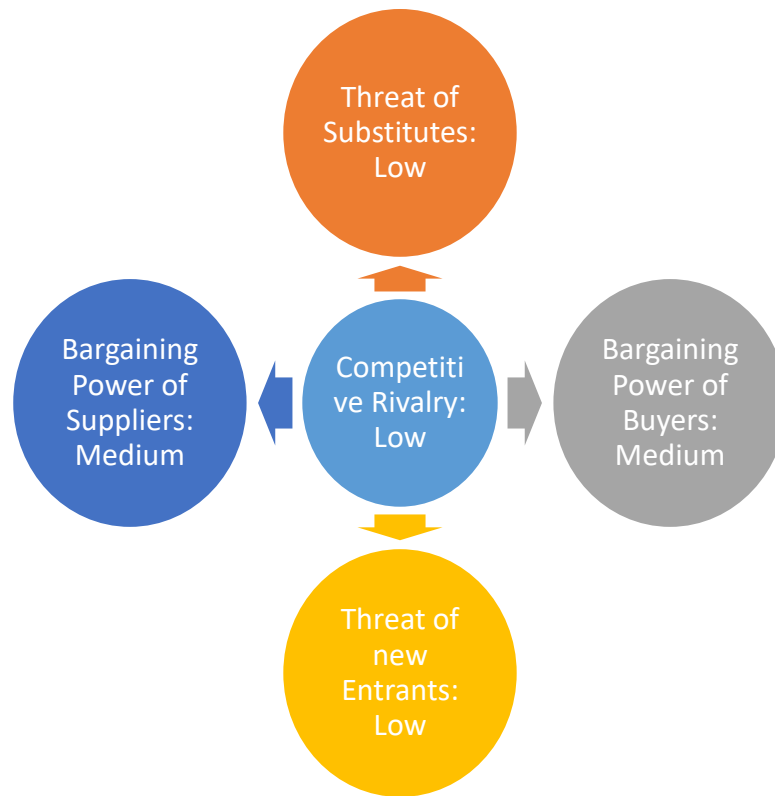 Threat of
Substitutes:
Low
Bargaining
Power of
Suppliers:
Medium
Competiti
ve Rivalry:
Low
Bargaining
Power of
Buyers:
Medium
Threat of
new
Entrants:
Low